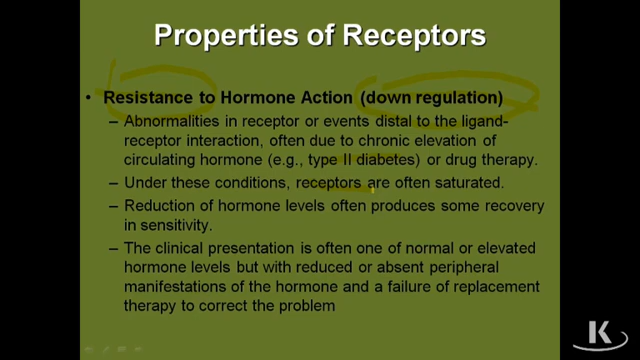 Properties of Receptors
• Resistance to Hormone Action (down regulation)
– Abnormalities in receptor or events distal to the ligand-
receptor interaction, often due to chronic elevation of
circulating hormone (e.g., type II diabetes) or drug therapy.
– Under these conditions, receptors are often saturated.
– Reduction of hormone levels often produces some recovery
in sensitivity.
– The clinical presentation is often one of normal or elevated
hormone levels but with reduced or absent peripheral
manifestations of the hormone and a failure of replacement
therapy to correct the problem
K